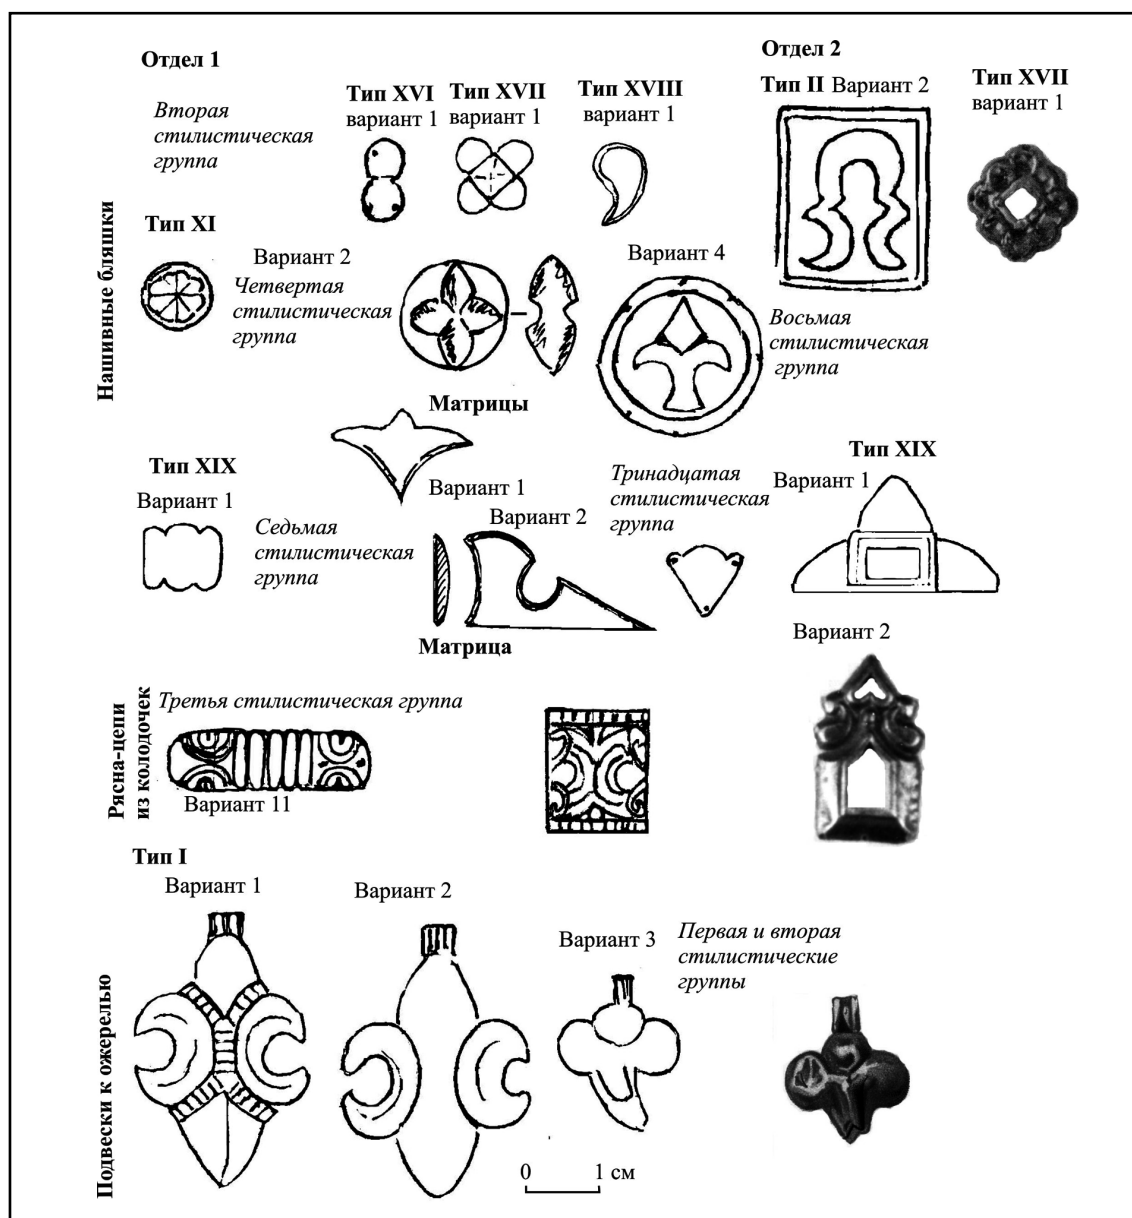 Отдел 1
Отдел 2
Вторая
стилистическая
группа
Тип XVI
вариант 1
Тип XVII
вариант 1
Тип XVIII
вариант 1
Тип II Вариант 2
Тип XVII
вариант 1
Нашивные бляшки
Тип XI
Вариант 2
Четвертая
стилистическая
группа
Вариант 4
Восьмая
стилистическая
группа
Матрицы
Тип XIX
Вариант 1
Седьмая
стилистическая
группа
Вариант 1
Вариант 2
Тринадцатая
стилистическая
группа
Тип XIX
Вариант 1
Матрица
Вариант 2
Рясна-цепи
из колодочек
Третья стилистическая группа
Вариант 11
Тип I
Вариант 1
Вариант 2
Вариант 3
Первая и вторая
стилистические
группы
Подвески к ожерелью
0 1 см